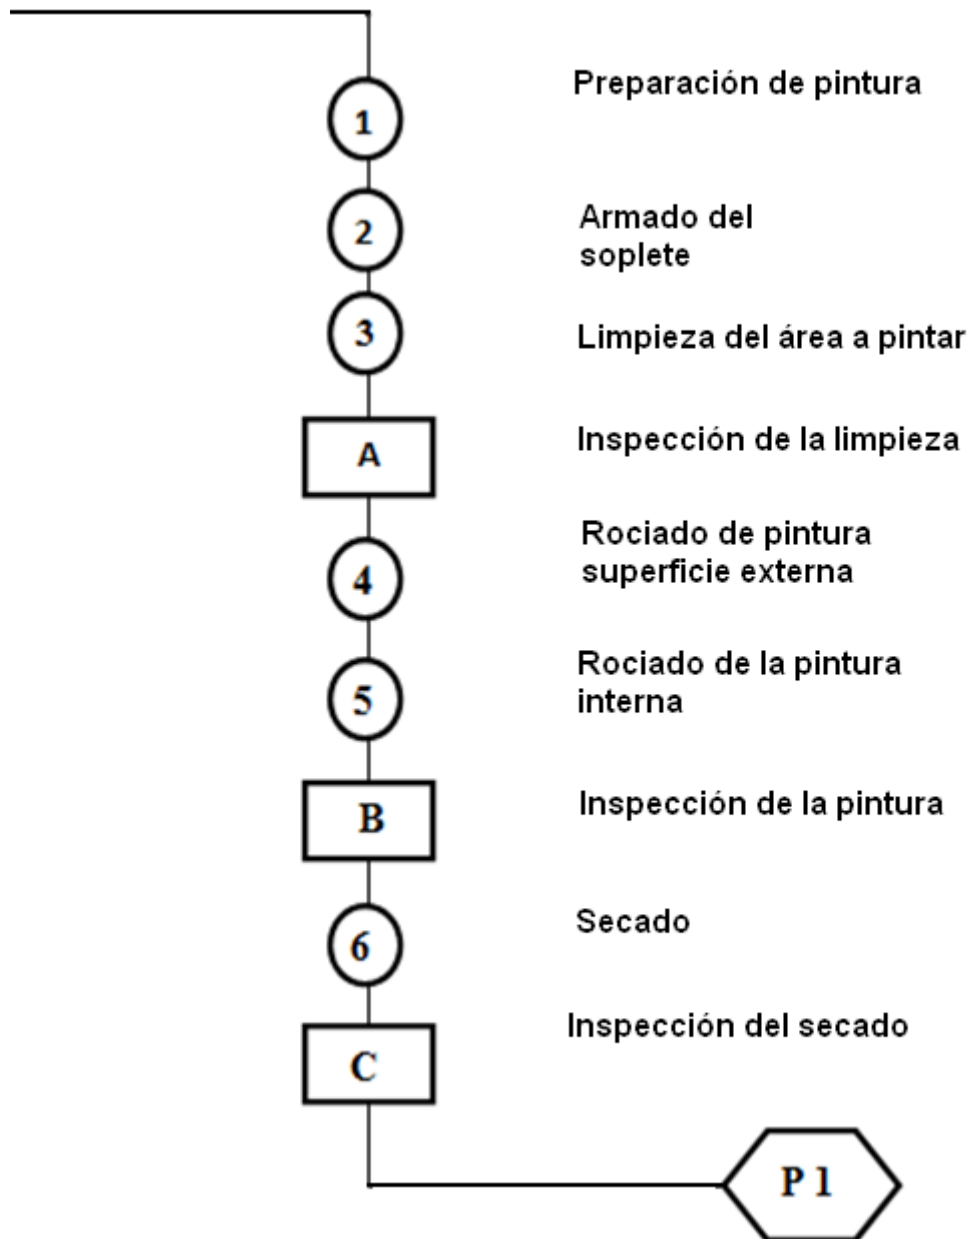 1
Preparación de pintura
2
Armado del
soplete
3
Limpieza del área a pintar
A
Inspección de la limpieza
4
Rociado de pintura
superficie externa
5
Rociado de la pintura
interna
B
Inspección de la pintura
6
Secado
C
Inspección del secado
P 1